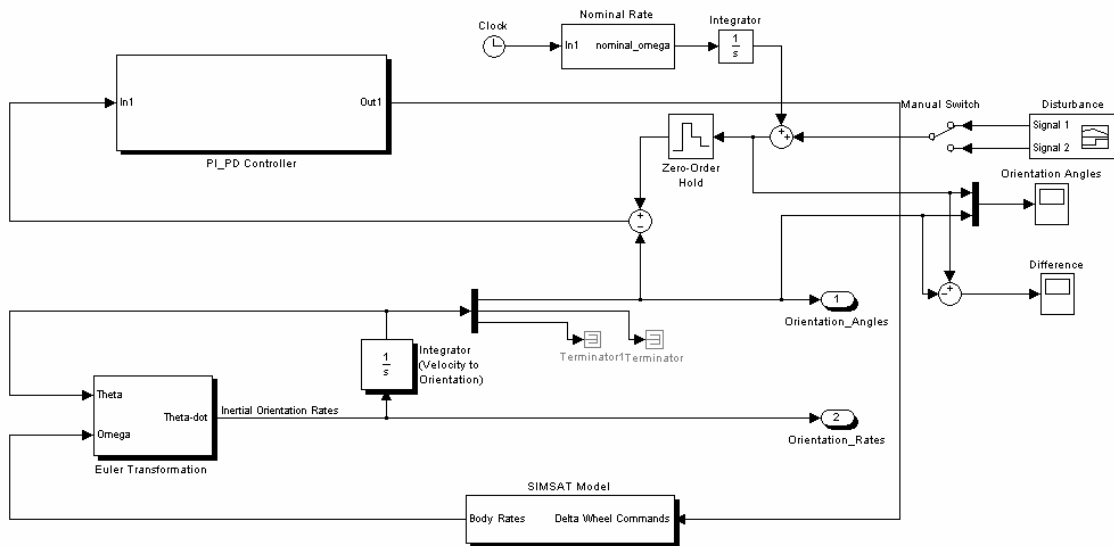 Nominal Rate
Integrator
Clock
In1
nominal_omega
1
s
In1
Out1
PI_PD Controller
Manual Switch
Disturbance
Signal 1
Signal 2
Zero-Order
Hold
Orientation Angles
Difference
1
Orientation_Angles
Terminator1
Terminator
1
s
Integrator
(Velocity to
Orientation)
Theta
Theta-dot
Omega
Inertial Orientation Rates
Euler Transformation
2
Orientation_Rates
SIMSAT Model
Body Rates
Delta Wheel Commands